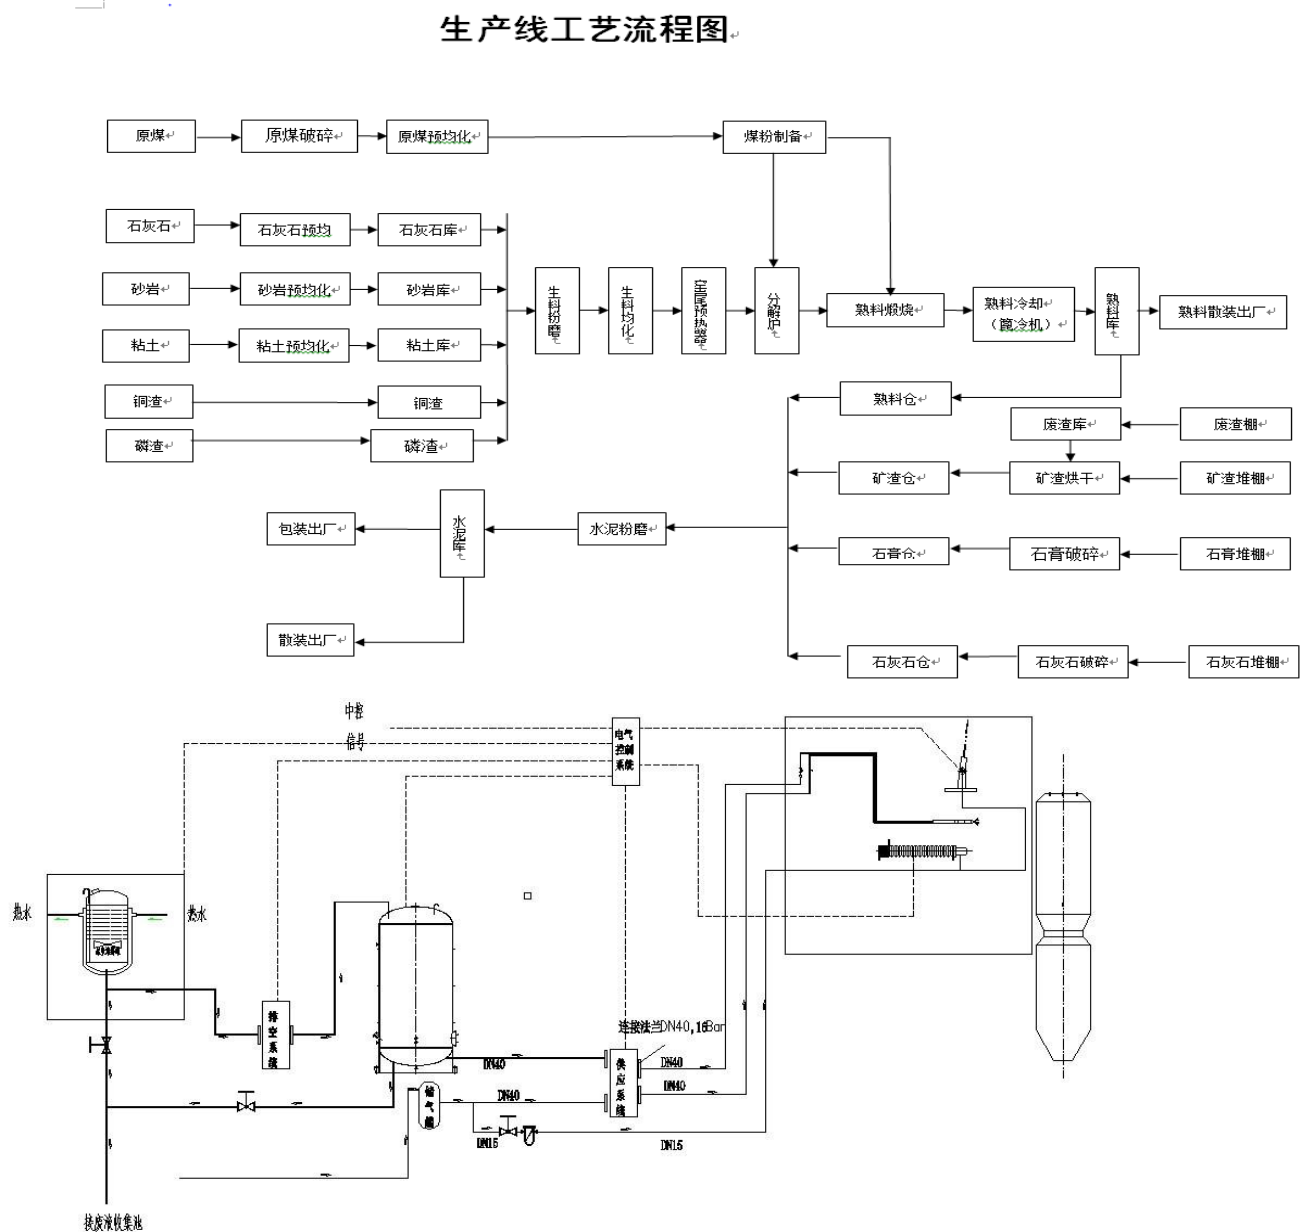 生产线工艺流程图
原煤
原煤破碎
原煤预均化
煤粉制备
石灰石
石灰石预均
石灰石库
砂岩
砂岩预均化
砂岩库
粘土
粘土预均化
粘土库
铜渣
铜渣
磷渣
磷渣
生料粉磨
生料均化
窑尾预热器
分解炉
熟料煅烧
熟料冷却
（篦冷机）
熟料库
熟料散装出厂
熟料仓
废渣库
废渣棚
矿渣仓
矿渣烘干
矿渣堆棚
包装出厂
水泥库
水泥粉磨
石膏仓
石膏破碎
石膏堆棚
散装出厂
石灰石仓
石灰石破碎
石灰石堆棚
中控
信号
电气
控制
系统
热水
热水
排空系统
连接法兰DN40,16Bar
DN40
供应系统
DN40
DN40
储气罐
DN40
DN15
DN15
接废液收集池